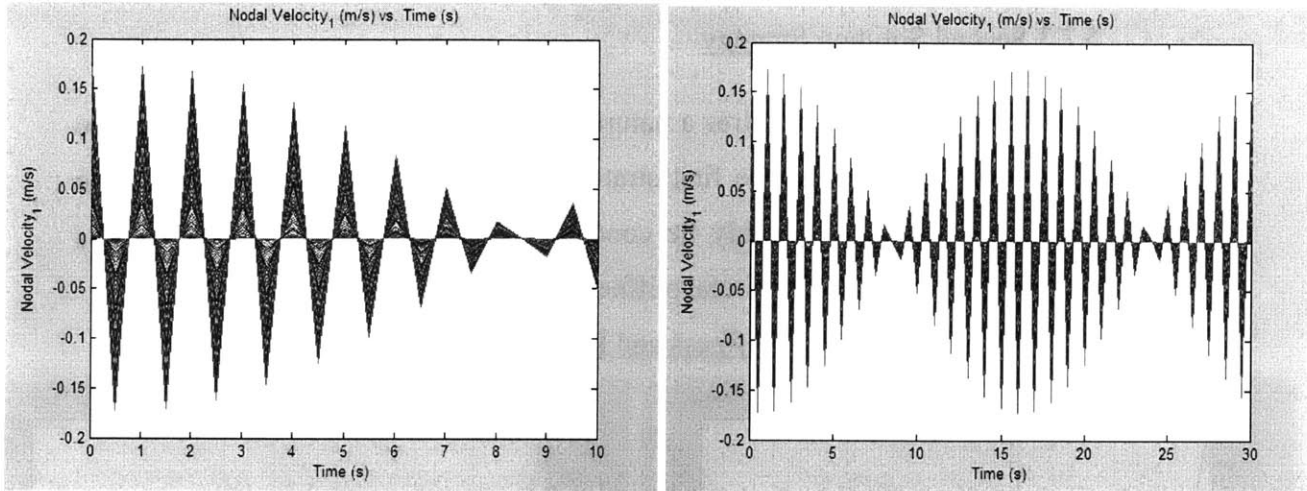 Nodal Velocity₁ (m/s) vs. Time (s)
0.2
0.15
0.1
0.05
0
-0.05
-0.1
-0.15
-0.2
Nodal Velocity₁ (m/s)
0 1 2 3 4 5 6 7 8 9 10
Time (s)
Nodal Velocity₁ (m/s) vs. Time (s)
0.2
0.15
0.1
0.05
0
-0.05
-0.1
-0.15
-0.2
Nodal Velocity₁ (m/s)
0 5 10 15 20 25 30
Time (s)